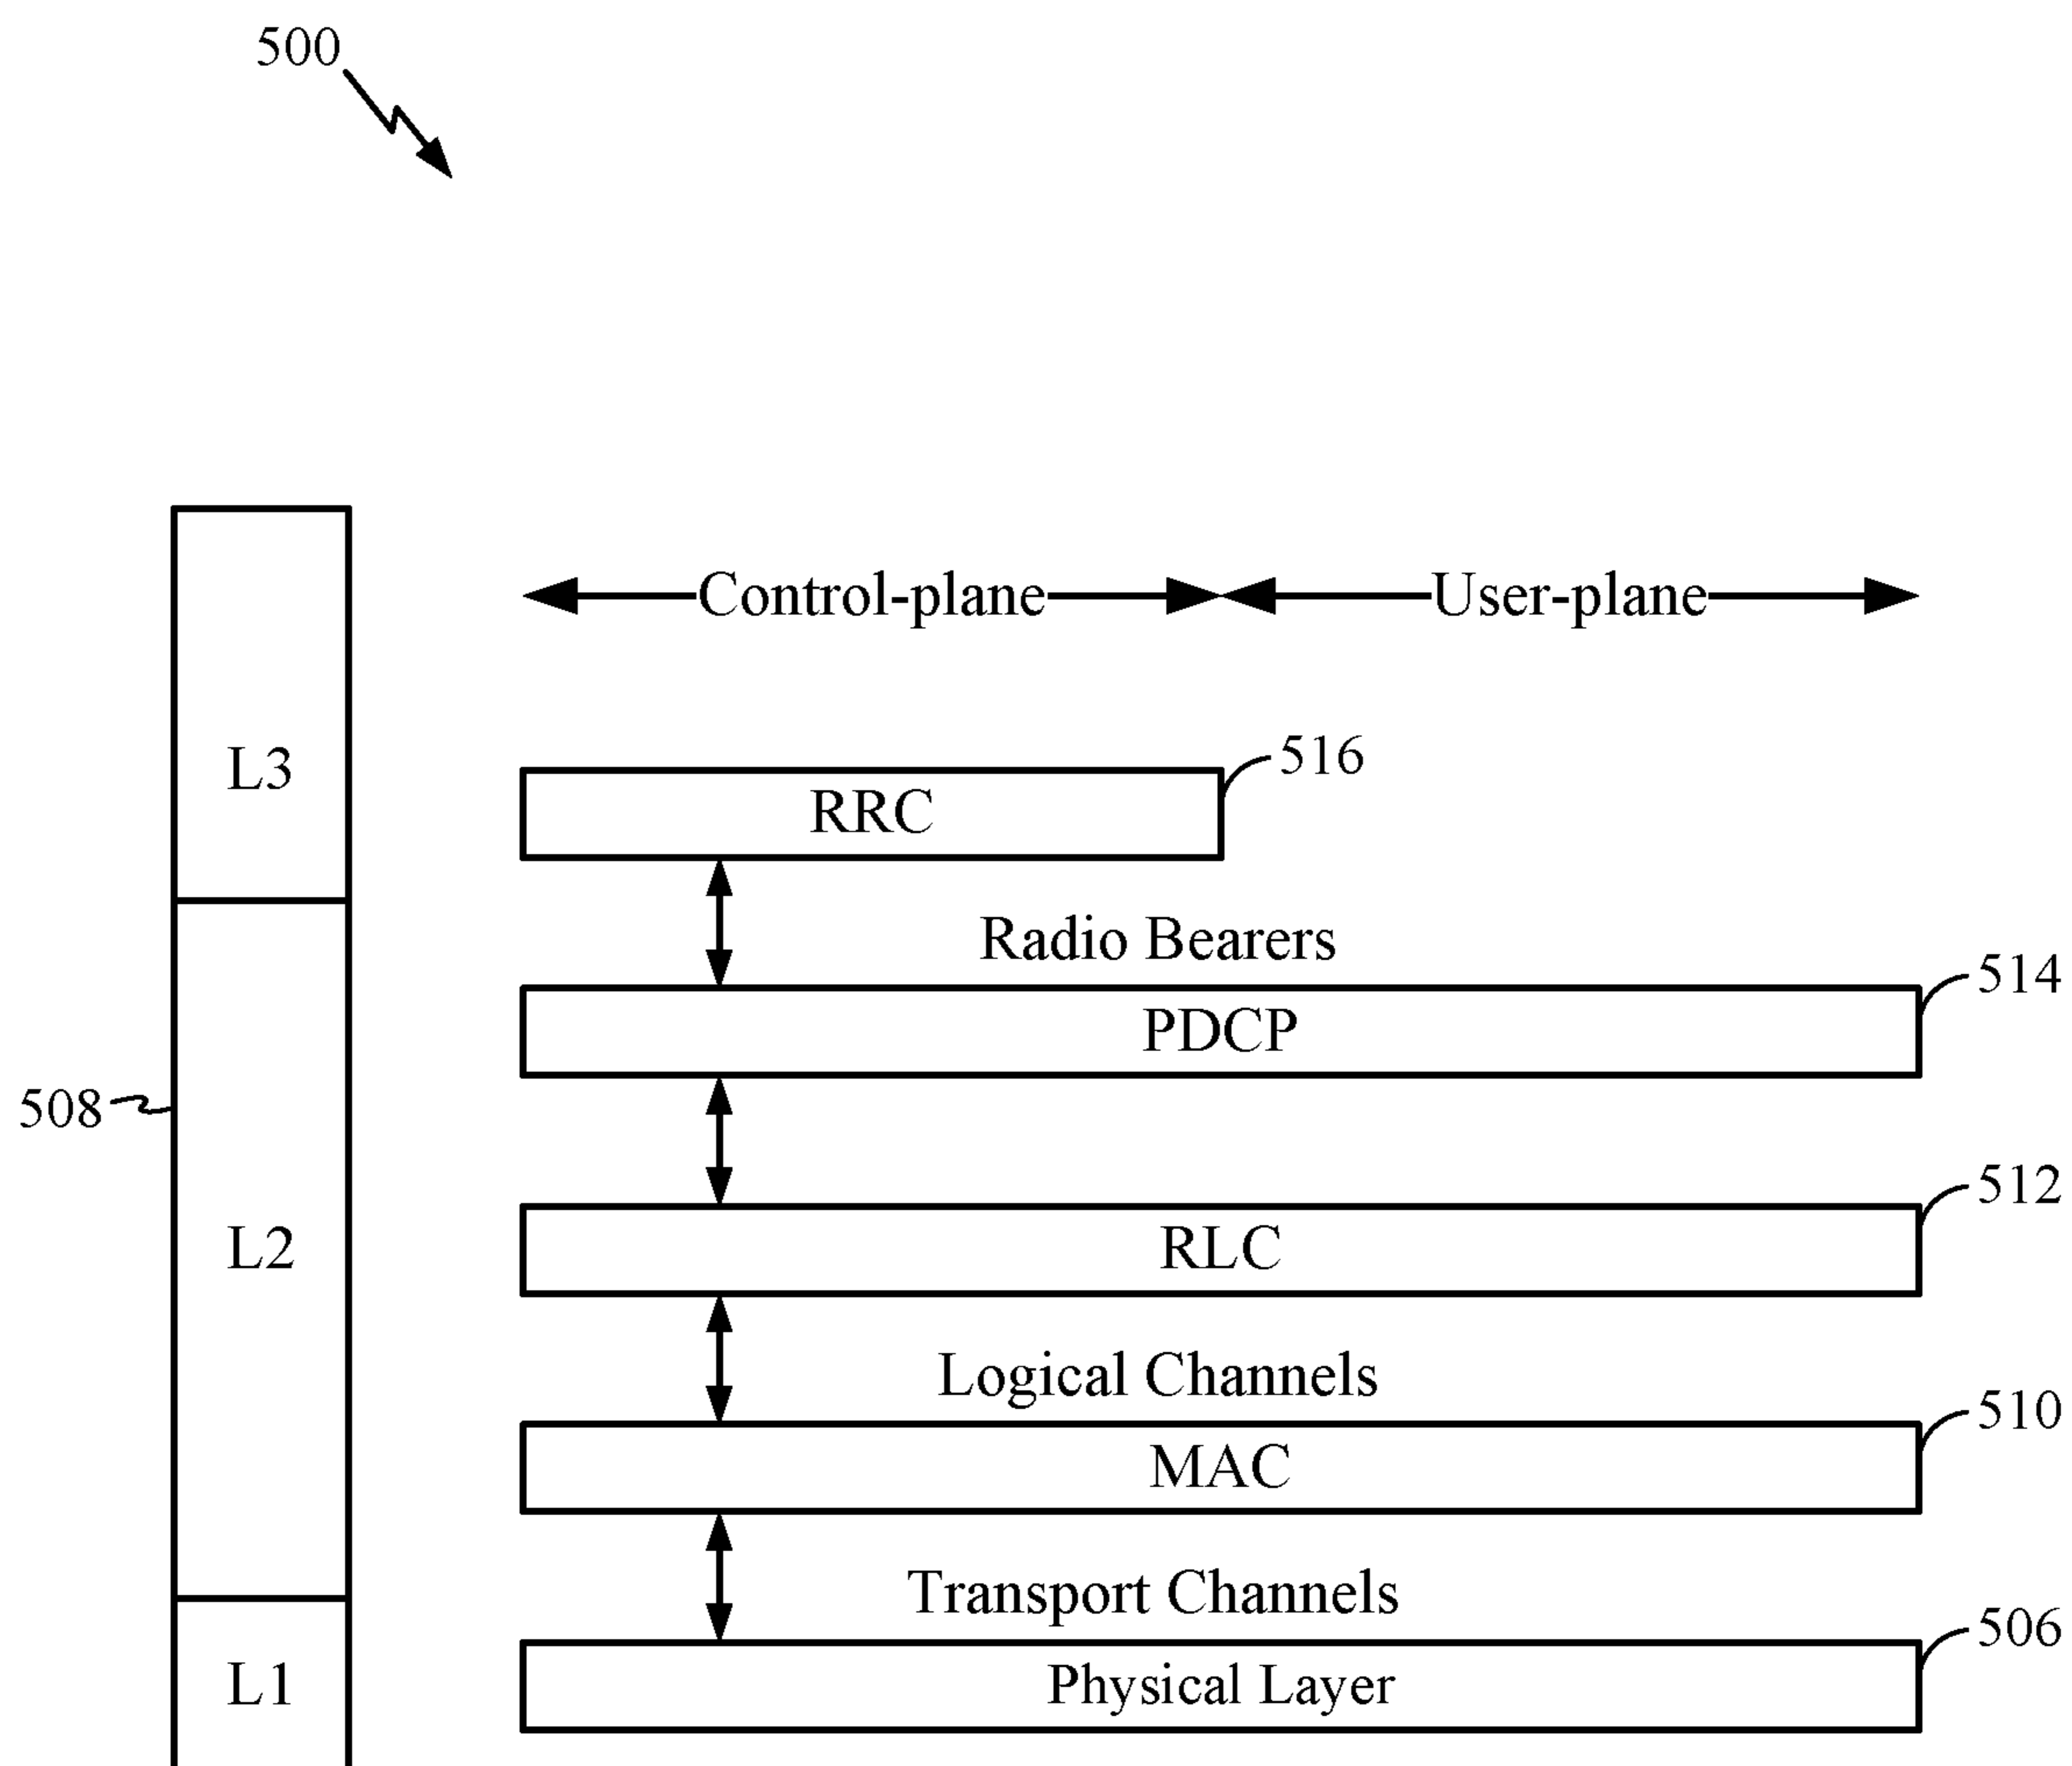 500
Control-plane User-plane
L3
516
RRC
Radio Bearers
514
PDCP
508
512
L2
RLC
Logical Channels
510
MAC
Transport Channels
506
L1
Physical Layer